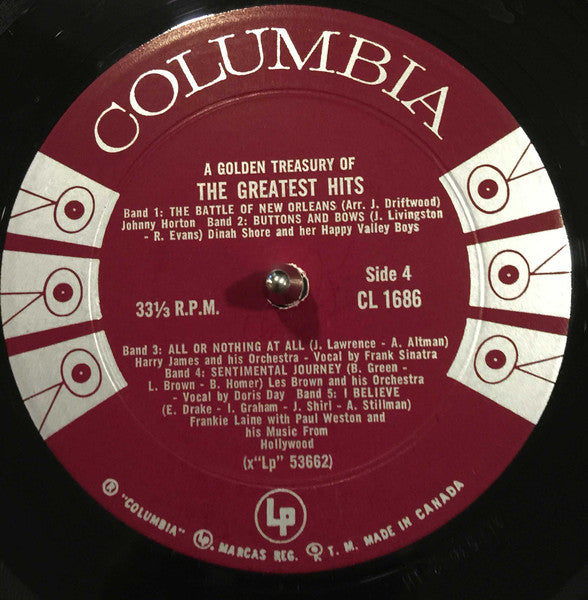 COLUMBIA
A GOLDEN TREASURY OF
THE GREATEST HITS
Band 1: THE BATTLE OF NEW ORLEANS (Arr. J. Driftwood)
Johnny Horton Band 2: BUTTONS AND BOWS (J. Livingston
- R. Evans) Dinah Shore and her Happy Valley Boys
33⅓ R.P.M.
Side 4
CL 1686
Band 3: ALL OR NOTHING AT ALL (J. Lawrence - A. Altman)
Harry James and his Orchestra - Vocal by Frank Sinatra
Band 4: SENTIMENTAL JOURNEY (B. Green -
L. Brown - B. Homer) Les Brown and his Orchestra
- Vocal by Doris Day Band 5: I BELIEVE
(E. Drake - I. Graham - J. Shirl - A. Stillman)
Frankie Laine with Paul Weston and
his Music From
Hollywood
(x"Lp" 53662)
Lp
® "COLUMBIA" Lp. MARCAS REG. T. M. MADE IN CANADA